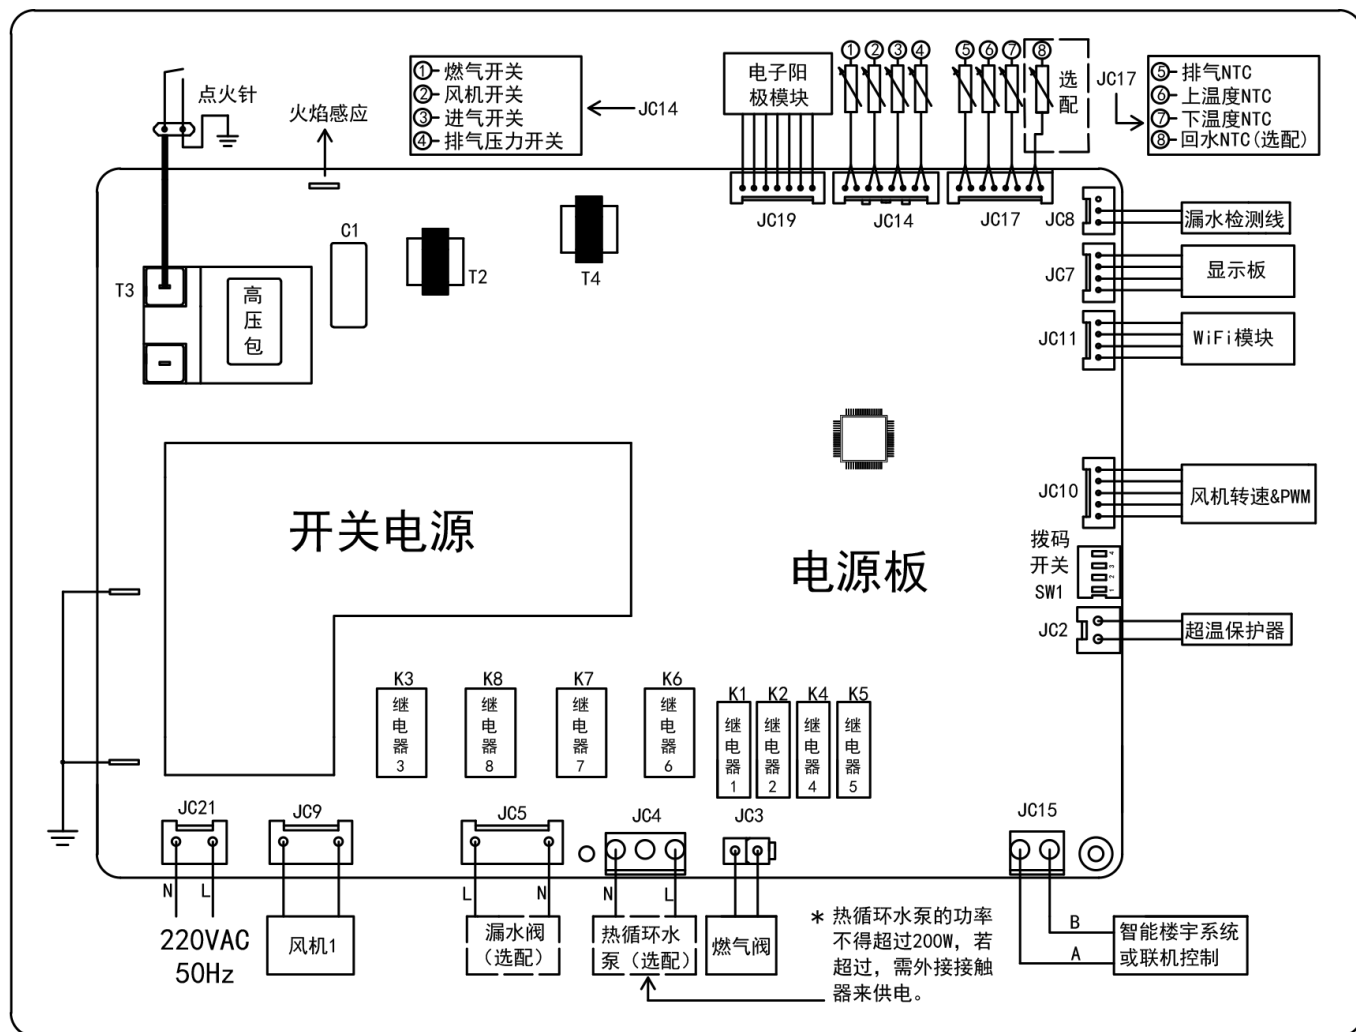 点火针
火焰感应
①-燃气开关
②-风机开关
③-进气开关
④-排气压力开关
JC14
电子阳
极模块
①
②
③
④
⑤
⑥
⑦
⑧
选
配
JC17
⑤-排气NTC
⑥-上温度NTC
⑦-下温度NTC
⑧-回水NTC(选配)
JC19
JC14
JC17
JC8
漏水检测线
JC7
显示板
JC11
WiFi模块
C1
T2
T4
T3
高
压
包
JC10
风机转速&PWM
开关电源
电源板
拨码
开关
SW1
4
3
2
1
JC2
超温保护器
K3
继
电
器
3
K8
继
电
器
8
K7
继
电
器
7
K6
继
电
器
6
K1
继
电
器
1
K2
继
电
器
2
K4
继
电
器
4
K5
继
电
器
5
JC21
JC9
JC5
JC4
JC3
JC15
N
L
L
N
N
L
220VAC
50Hz
风机1
漏水阀
(选配)
热循环水
泵(选配)
燃气阀
* 热循环水泵的功率
不得超过200W, 若
超过, 需外接接触
器来供电。
B
A
智能楼宇系统
或联机控制